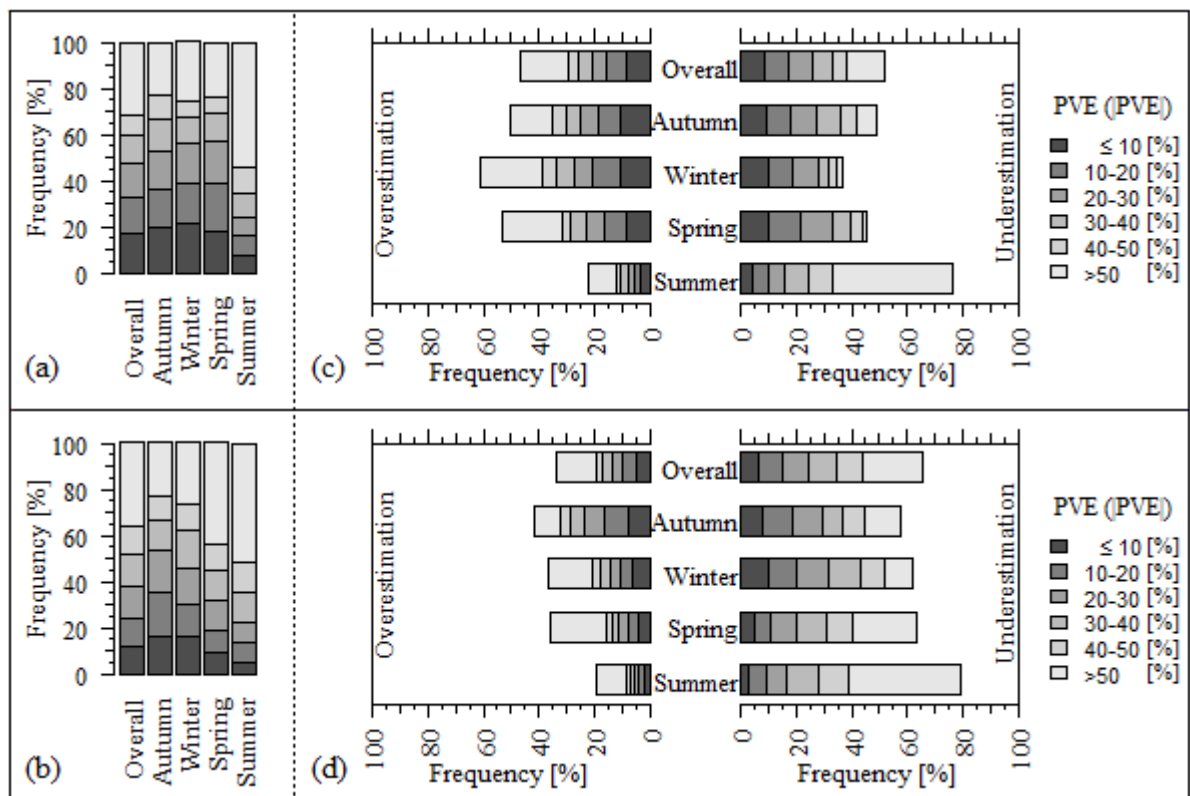 100
80
60
40
20
0
Frequency [%]
Overall
Autumn
Winter
Spring
Summer
(a)
Overestimation
Overall
Autumn
Winter
Spring
Summer
Underestimation
100
80
60
40
20
0
0
20
40
60
80
100
(c)
Frequency [%]
Frequency [%]
PVE (|PVE|)
≤ 10 [%]
10-20 [%]
20-30 [%]
30-40 [%]
40-50 [%]
>50 [%]
100
80
60
40
20
0
Frequency [%]
Overall
Autumn
Winter
Spring
Summer
(b)
Overestimation
Overall
Autumn
Winter
Spring
Summer
Underestimation
100
80
60
40
20
0
0
20
40
60
80
100
(d)
Frequency [%]
Frequency [%]
PVE (|PVE|)
≤ 10 [%]
10-20 [%]
20-30 [%]
30-40 [%]
40-50 [%]
>50 [%]